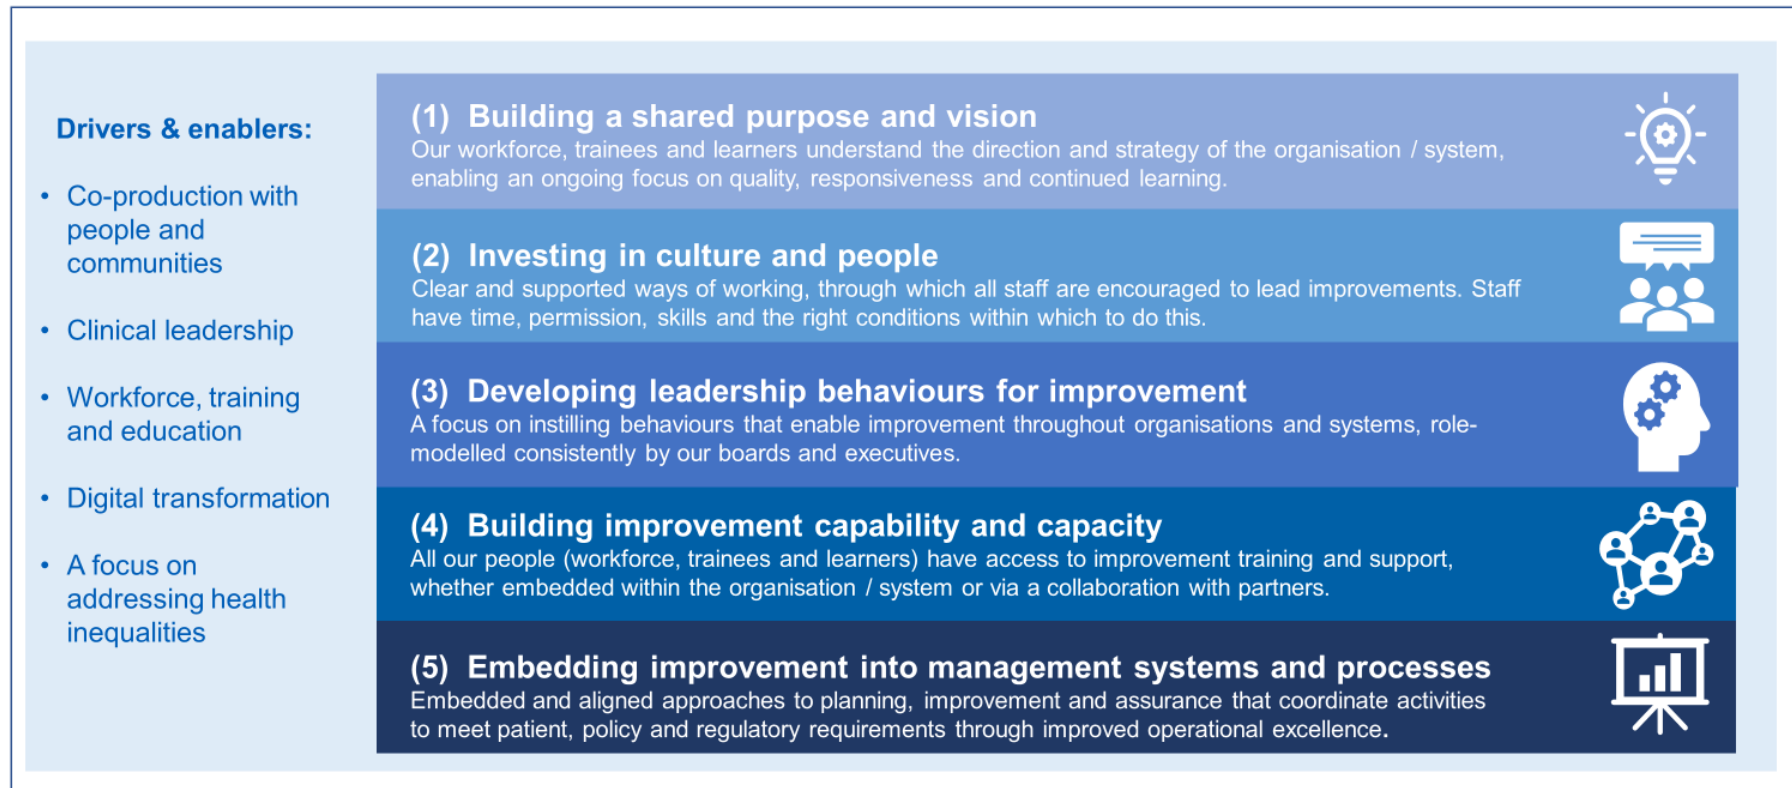 Drivers & enablers:
• Co-production with
people and
communities
• Clinical leadership
• Workforce, training
and education
• Digital transformation
• A focus on
addressing health
inequalities
(1) Building a shared purpose and vision
Our workforce, trainees and learners understand the direction and strategy of the organisation / system,
enabling an ongoing focus on quality, responsiveness and continued learning.
(2) Investing in culture and people
Clear and supported ways of working, through which all staff are encouraged to lead improvements. Staff
have time, permission, skills and the right conditions within which to do this.
(3) Developing leadership behaviours for improvement
A focus on instilling behaviours that enable improvement throughout organisations and systems, role-
modelled consistently by our boards and executives.
(4) Building improvement capability and capacity
All our people (workforce, trainees and learners) have access to improvement training and support,
whether embedded within the organisation / system or via a collaboration with partners.
(5) Embedding improvement into management systems and processes
Embedded and aligned approaches to planning, improvement and assurance that coordinate activities
to meet patient, policy and regulatory requirements through improved operational excellence.